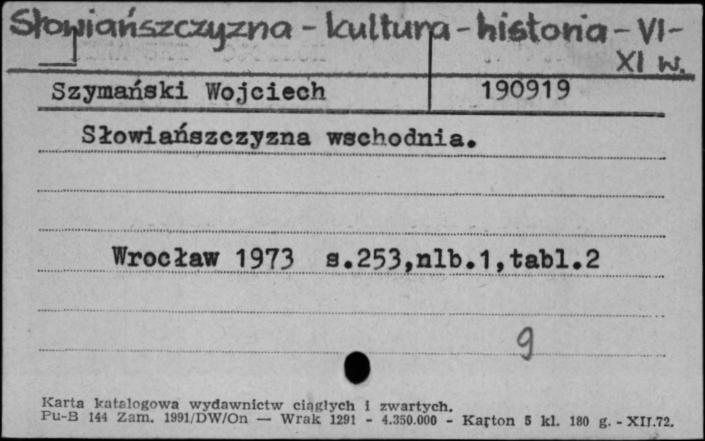 Słowiańszczyzna - kultura - historia - VI-
XI w.
Szymański Wojciech 190919
Słowiańszczyzna wschodnia.
Wrocław 1973 s.253,nlb.1,tabl.2
9
Karta katalogowa wydawnictw ciągłych i zwartych.
Pu-B 144 Zam. 1991/DW/On — Wrak 1291 - 4.350.000 - Karton 5 kl. 180 g. - XII.72.